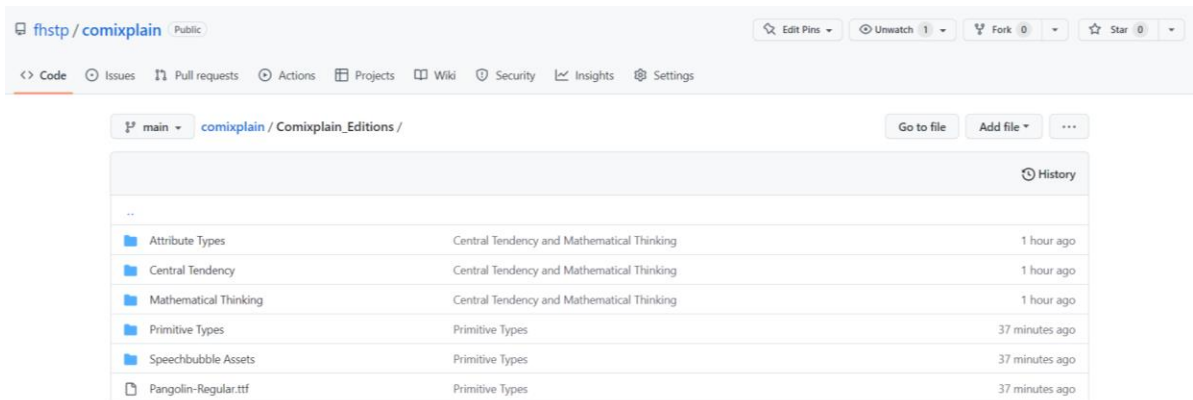 fhstp / comixplain Public Edit Pins Unwatch 1 Fork 0 Star 0
Code Issues Pull requests Actions Projects Wiki Security Insights Settings
main comixplain / Comixplain_Editions / Go to file Add file ...
History
..
Attribute Types Central Tendency and Mathematical Thinking 1 hour ago
Central Tendency Central Tendency and Mathematical Thinking 1 hour ago
Mathematical Thinking Central Tendency and Mathematical Thinking 1 hour ago
Primitive Types Primitive Types 37 minutes ago
Speechbubble Assets Primitive Types 37 minutes ago
Pangolin-Regular.ttf Primitive Types 37 minutes ago